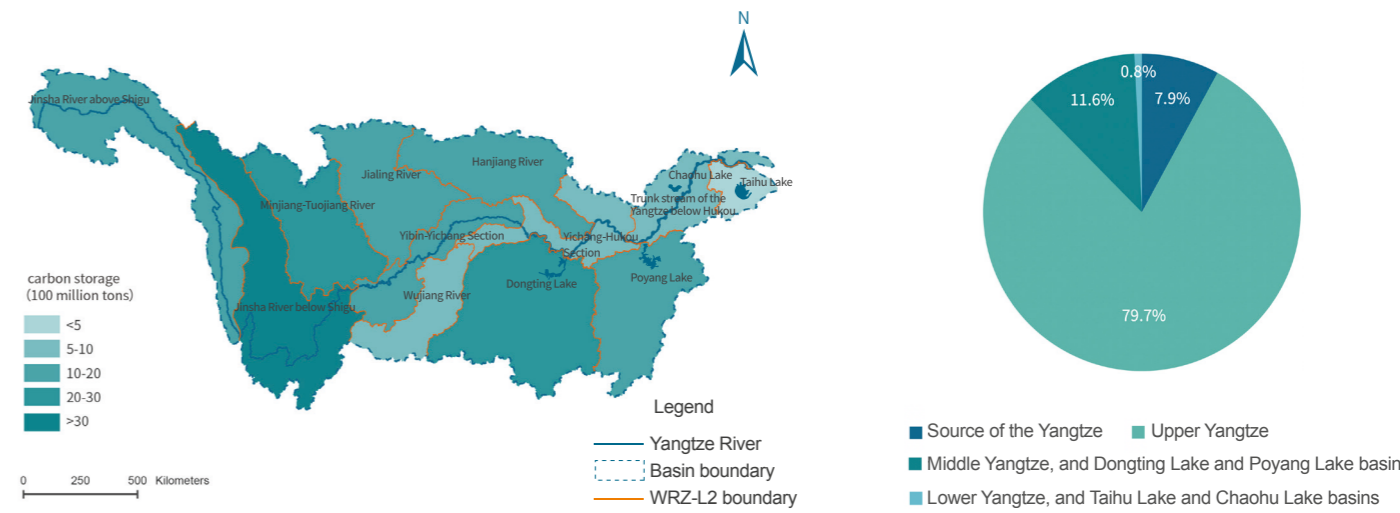 N
Jinsha River above Shigu
Hanjiang River
Jialing River
Chaohu Lake
Taihu Lake
Minjiang-Tuojiang River
Trunk stream of the
Yangtze below Hukou
Yibin-Yichang Section
Yichang-Hukou
Section
Poyang Lake
Dongting Lake
Wujiang River
Jinsha River below Shigu
carbon storage
(100 million tons)
<5
5-10
10-20
20-30
>30
0 250 500 Kilometers
Legend
Yangtze River
Basin boundary
WRZ-L2 boundary
0.8%
11.6%
7.9%
79.7%
Source of the Yangtze
Upper Yangtze
Middle Yangtze, and Dongting Lake and Poyang Lake basin
Lower Yangtze, and Taihu Lake and Chaohu Lake basins